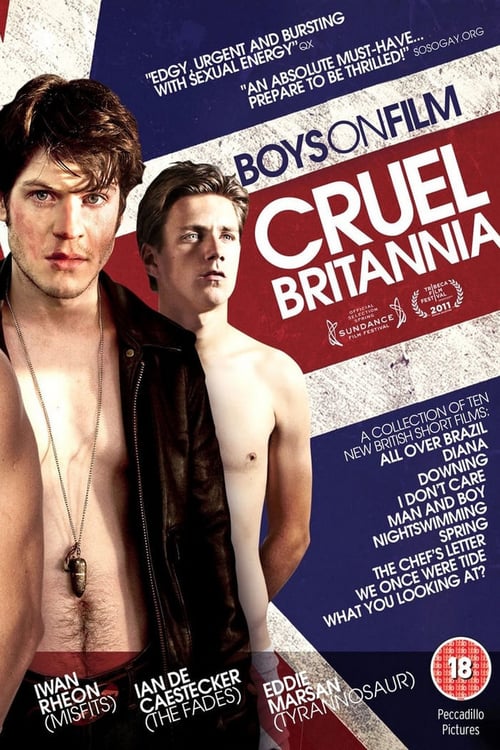 "EDGY, URGENT AND BURSTING
WITH SEXUAL ENERGY" QX
"AN ABSOLUTE MUST-HAVE...
PREPARE TO BE THRILLED!" SOSOGAY.ORG
BOYSONFILM
CRUEL
BRITANNIA
OFFICIAL
SELECTION
SPRING
SUNDANCE
FILM FESTIVAL
TRIBECA
FILM
FESTIVAL
2011
A COLLECTION OF TEN
NEW BRITISH SHORT FILMS:
ALL OVER BRAZIL
DIANA
DOWNING
I DON'T CARE
MAN AND BOY
NIGHTSWIMMING
SPRING
THE CHEF'S LETTER
WE ONCE WERE TIDE
WHAT YOU LOOKING AT?
IWAN
RHEON
(MISFITS)
IAN DE
CAESTECKER
(THE FADES)
EDDIE
MARSAN
(TYRANNOSAUR)
18
Peccadillo
Pictures